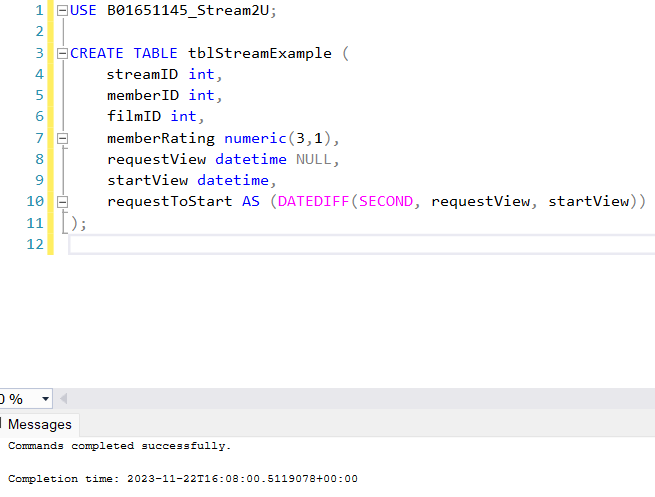 1 USE B01651145_Stream2U;
2
3 CREATE TABLE tblStreamExample (
4 streamID int,
5 memberID int,
6 filmID int,
7 memberRating numeric(3,1),
8 requestView datetime NULL,
9 startView datetime,
10 requestToStart AS (DATEDIFF(SECOND, requestView, startView))
11 );
12
0 %
Messages
Commands completed successfully.
Completion time: 2023-11-22T16:08:00.5119078+00:00